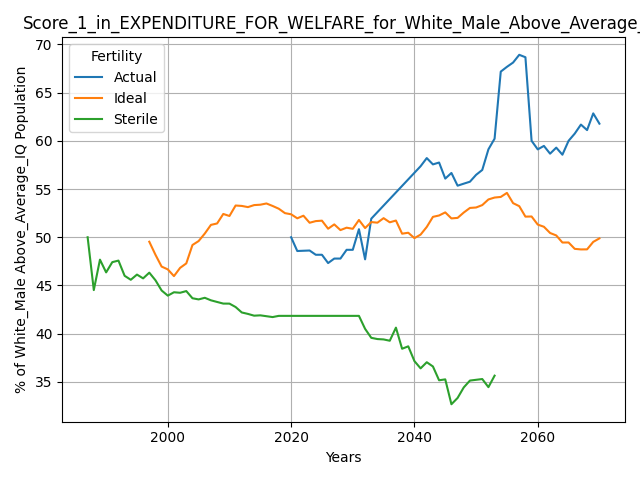 Score_1_in_EXPENDITURE_FOR_WELFARE_for_White_Male_Above_Average_
Fertility
Actual
Ideal
Sterile
% of White_Male Above_Average_IQ Population
70
65
60
55
50
45
40
35
2000
2020
2040
2060
Years